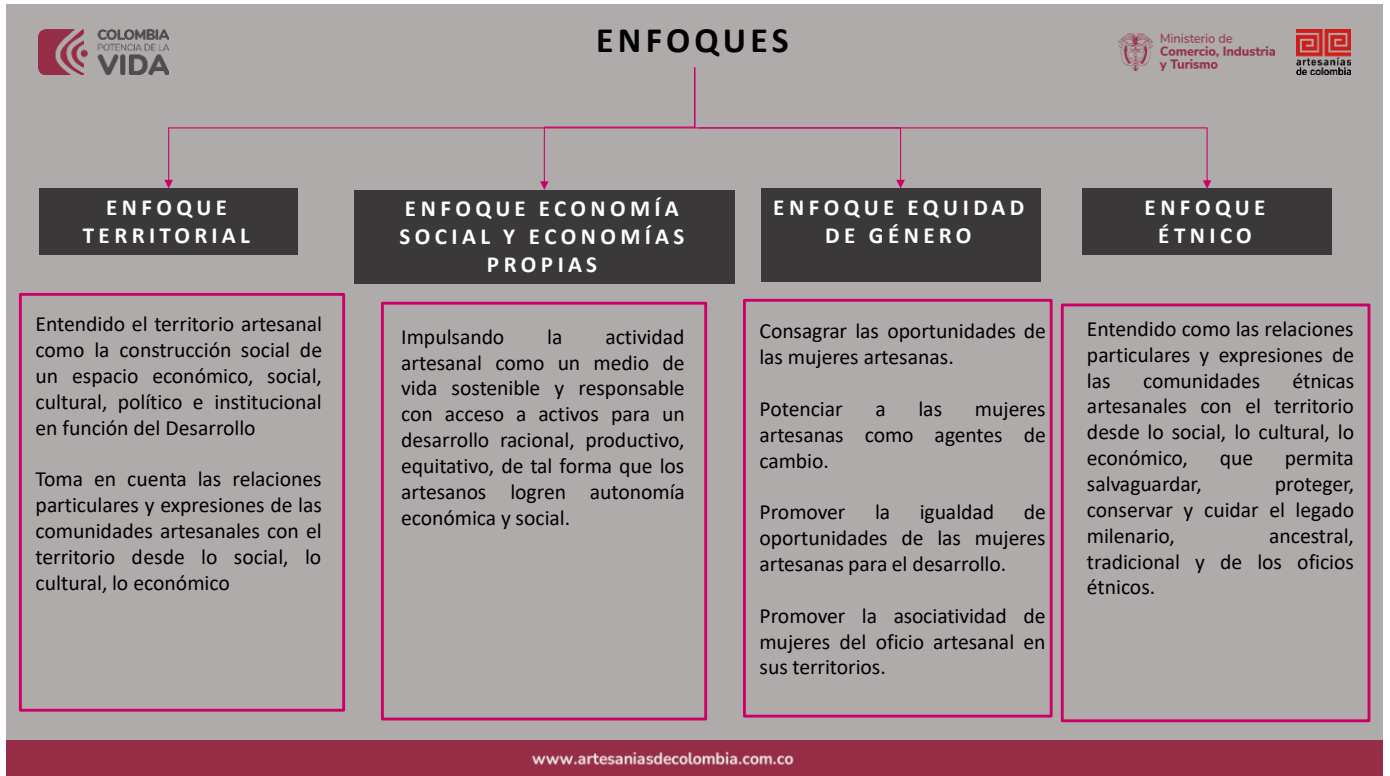 COLOMBIA
POTENCIA DE LA
VIDA
ENFOQUES
Ministerio de
Comercio, Industria
y Turismo
artesanías
de colombia
ENFOQUE
TERRITORIAL
Entendido el territorio artesanal
como la construcción social de
un espacio económico, social,
cultural, político e institucional
en función del Desarrollo
Toma en cuenta las relaciones
particulares y expresiones de las
comunidades artesanales con el
territorio desde lo social, lo
cultural, lo económico
ENFOQUE ECONOMÍA
SOCIAL Y ECONOMÍAS
PROPIAS
Impulsando la actividad
artesanal como un medio de
vida sostenible y responsable
con acceso a activos para un
desarrollo racional, productivo,
equitativo, de tal forma que los
artesanos logren autonomía
económica y social.
ENFOQUE EQUIDAD
DE GÉNERO
Consagrar las oportunidades de
las mujeres artesanas.
Potenciar a las mujeres
artesanas como agentes de
cambio.
Promover la igualdad de
oportunidades de las mujeres
artesanas para el desarrollo.
Promover la asociatividad de
mujeres del oficio artesanal en
sus territorios.
ENFOQUE
ÉTNICO
Entendido como las relaciones
particulares y expresiones de
las comunidades étnicas
artesanales con el territorio
desde lo social, lo cultural, lo
económico, que permita
salvaguardar, proteger,
conservar y cuidar el legado
milenario, ancestral,
tradicional y de los oficios
étnicos.
www.artesaniasdecolombia.com.co